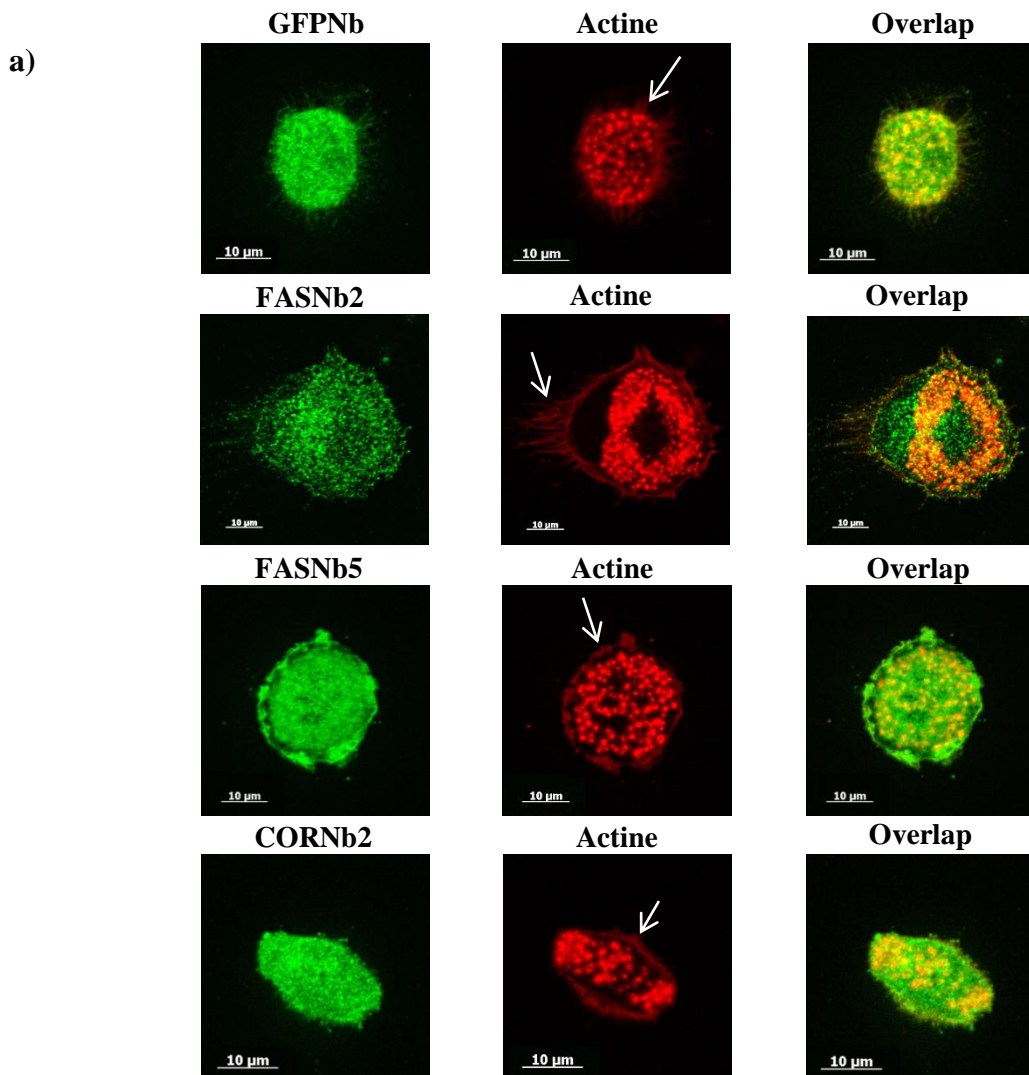 GFPNb Actine Overlap
a)
10 µm 10 µm 10 µm
FASNb2 Actine Overlap
10 µm 10 µm 10 µm
FASNb5 Actine Overlap
10 µm 10 µm 10 µm
CORNb2 Actine Overlap
10 µm 10 µm 10 µm